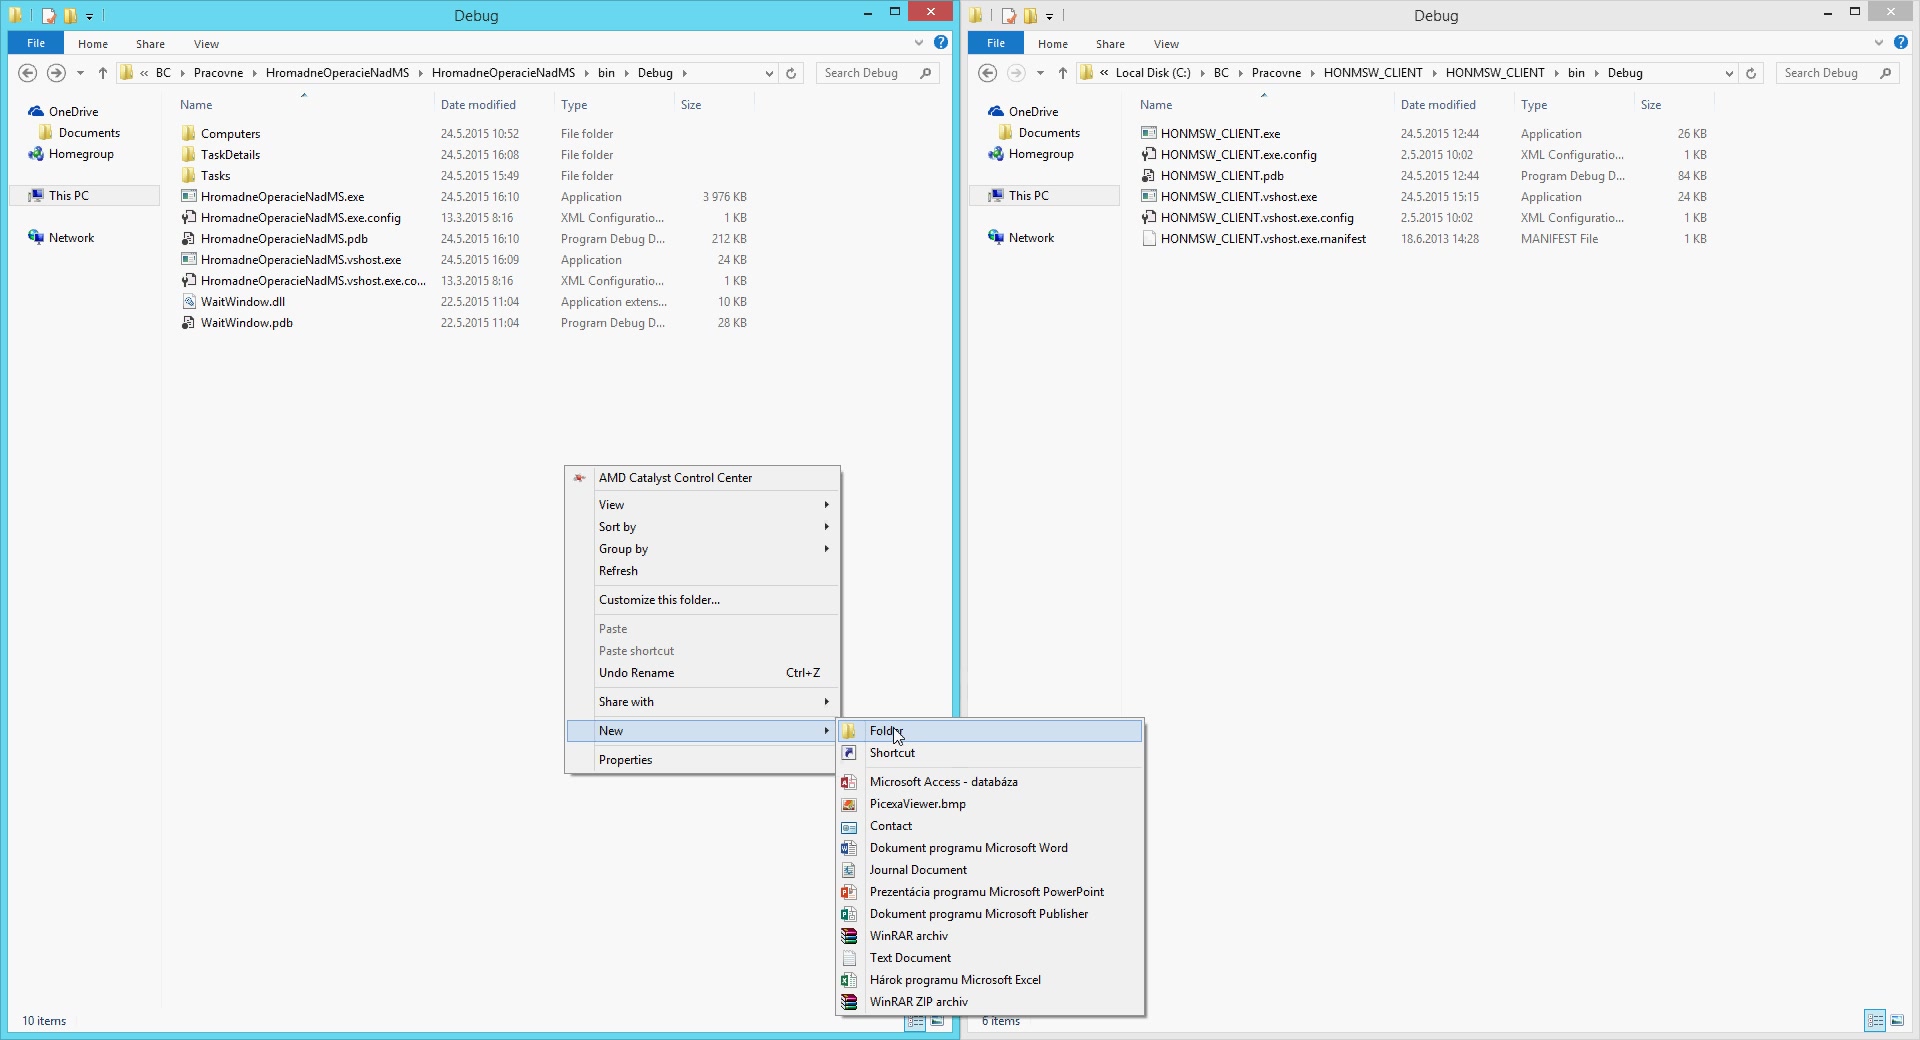 Debug
File Home Share View
« BC Pracovne HromadneOperacieNadMS HromadneOperacieNadMS bin Debug
Search Debug
OneDrive
Documents
Homegroup
This PC
Network
Name Date modified Type Size
Computers 24.5.2015 10:52 File folder
TaskDetails 24.5.2015 16:08 File folder
Tasks 24.5.2015 15:49 File folder
HromadneOperacieNadMS.exe 24.5.2015 16:10 Application 3 976 KB
HromadneOperacieNadMS.exe.config 13.3.2015 8:16 XML Configuratio... 1 KB
HromadneOperacieNadMS.pdb 24.5.2015 16:10 Program Debug D... 212 KB
HromadneOperacieNadMS.vshost.exe 24.5.2015 16:09 Application 24 KB
HromadneOperacieNadMS.vshost.exe.co... 13.3.2015 8:16 XML Configuratio... 1 KB
WaitWindow.dll 22.5.2015 11:04 Application extens... 10 KB
WaitWindow.pdb 22.5.2015 11:04 Program Debug D... 28 KB
10 items
AMD Catalyst Control Center
View
Sort by
Group by
Refresh
Customize this folder...
Paste
Paste shortcut
Undo Rename Ctrl+Z
Share with
New
Properties
Folder
Shortcut
Microsoft Access - databáza
PicexaViewer.bmp
Contact
Dokument programu Microsoft Word
Journal Document
Prezentácia programu Microsoft PowerPoint
Dokument programu Microsoft Publisher
WinRAR archiv
Text Document
Hárok programu Microsoft Excel
WinRAR ZIP archiv
Debug
File Home Share View
« Local Disk (C:) BC Pracovne HONMSW_CLIENT HONMSW_CLIENT bin Debug
Search Debug
OneDrive
Documents
Homegroup
This PC
Network
Name Date modified Type Size
HONMSW_CLIENT.exe 24.5.2015 12:44 Application 26 KB
HONMSW_CLIENT.exe.config 2.5.2015 10:02 XML Configuratio... 1 KB
HONMSW_CLIENT.pdb 24.5.2015 12:44 Program Debug D... 84 KB
HONMSW_CLIENT.vshost.exe 24.5.2015 15:15 Application 24 KB
HONMSW_CLIENT.vshost.exe.config 2.5.2015 10:02 XML Configuratio... 1 KB
HONMSW_CLIENT.vshost.exe.manifest 18.6.2013 14:28 MANIFEST File 1 KB
6 items